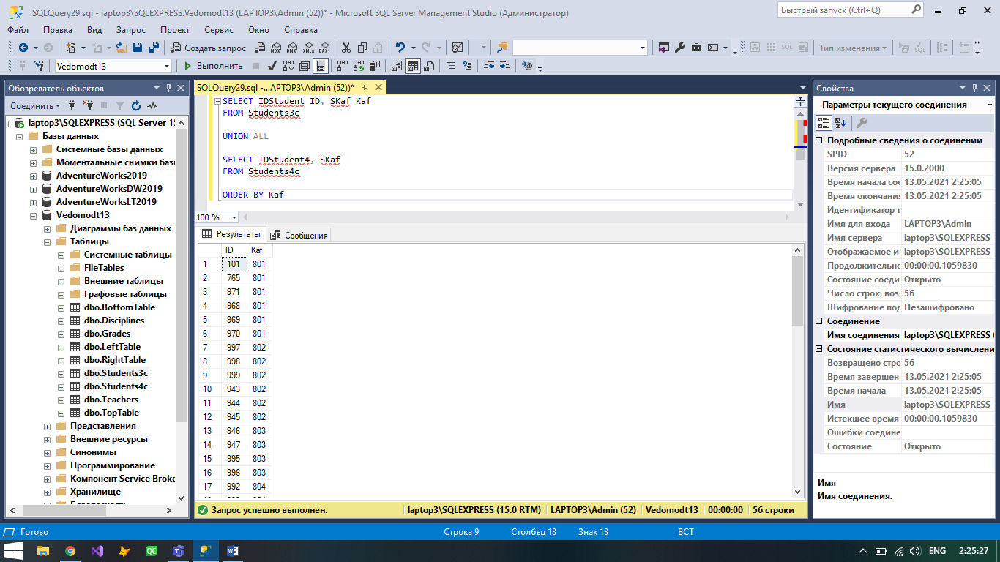 SQLQuery29.sql - laptop3\SQLEXPRESS.Vedomodt13 (LAPTOP3\Admin (52))* - Microsoft SQL Server Management Studio (Администратор)
Быстрый запуск (Ctrl+Q)
Файл Правка Вид Запрос Проект Сервис Окно Справка
Создать запрос
MDX DMX XMLA DAX
Тип изменения
Vedomodt13
Выполнить
Обозреватель объектов
Соединить
laptop3\SQLEXPRESS (SQL Server 15
Базы данных
Системные базы данных
Моментальные снимки баз
AdventureWorks2019
AdventureWorksDW2019
AdventureWorksLT2019
Vedomodt13
Диаграммы баз данных
Таблицы
Системные таблицы
FileTables
Внешние таблицы
Графовые таблицы
dbo.BottomTable
dbo.Disciplines
dbo.Grades
dbo.LeftTable
dbo.RightTable
dbo.Students3c
dbo.Students4c
dbo.Teachers
dbo.TopTable
Представления
Внешние ресурсы
Синонимы
Программирование
Компонент Service Broke
Хранилище
SQLQuery29.sql -...APTOP3\Admin (52))*
SELECT IDStudent ID, SKaf Kaf
FROM Students3c
UNION ALL
SELECT IDStudent4, SKaf
FROM Students4c
ORDER BY Kaf
100 %
Результаты Сообщения
ID Kaf
1 101 801
2 765 801
3 971 801
4 968 801
5 969 801
6 970 801
7 997 802
8 998 802
9 999 802
10 943 802
11 944 802
12 945 802
13 946 803
14 947 803
15 995 803
16 996 803
17 992 804
Запрос успешно выполнен.
laptop3\SQLEXPRESS (15.0 RTM) LAPTOP3\Admin (52) Vedomodt13 00:00:00 56 строки
Свойства
Параметры текущего соединения
Подробные сведения о соединении
SPID 52
Версия сервера 15.0.2000
Время начала сое 13.05.2021 2:25:05
Время окончания 13.05.2021 2:25:05
Идентификатор т
Имя для входа LAPTOP3\Admin
Имя сервера laptop3\SQLEXPRESS
Отображаемое и laptop3\SQLEXPRESS
Продолжительно 00:00:00.1059830
Состояние соеди Открыто
Число строк, воз 56
Шифрование под Незашифровано
Соединение
Имя соединения laptop3\SQLEXPRESS (
Состояние статистического вычислени
Возвращено стро 56
Время завершен 13.05.2021 2:25:05
Время начала 13.05.2021 2:25:05
Имя laptop3\SQLEXPRESS
Истекшее время 00:00:00.1059830
Ошибки соедине
Состояние Открыто
Имя
Имя соединения.
Готово
Строка 9 Столбец 13 Знак 13 ВСТ
ENG 2:25:27